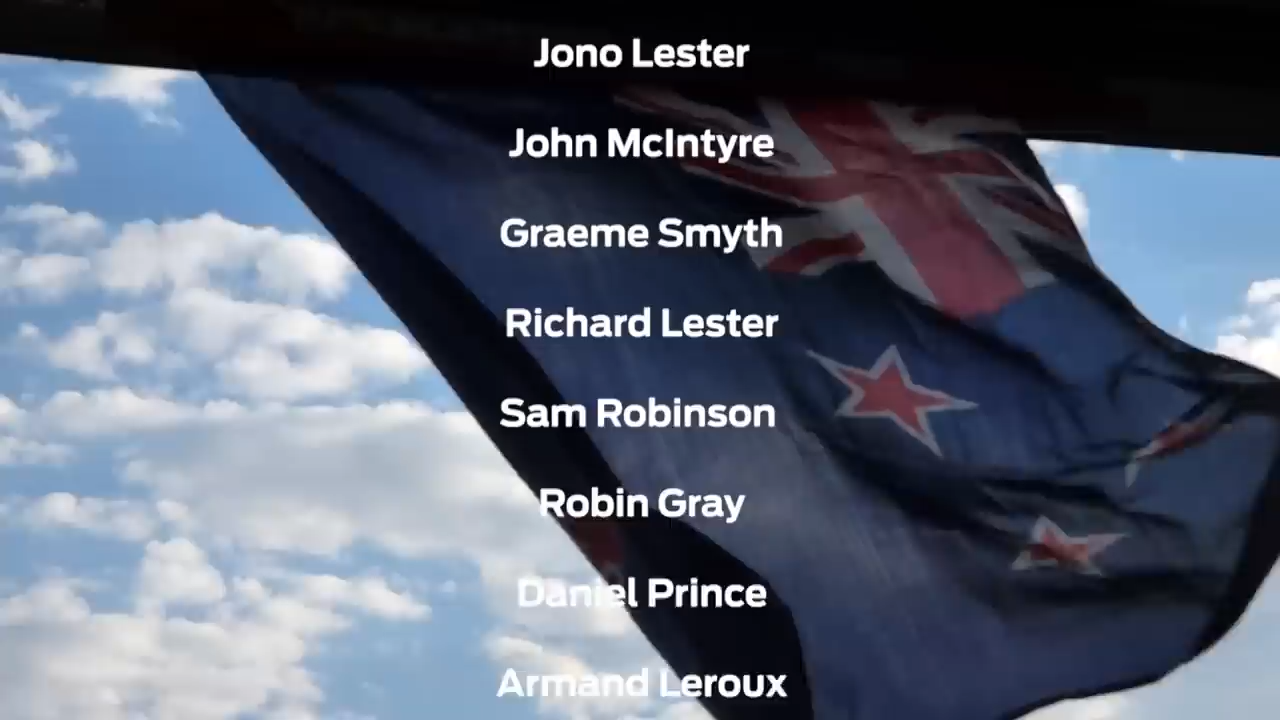 Jono Lester
John McIntyre
Graeme Smyth
Richard Lester
Sam Robinson
Robin Gray
Daniel Prince
Armand Leroux